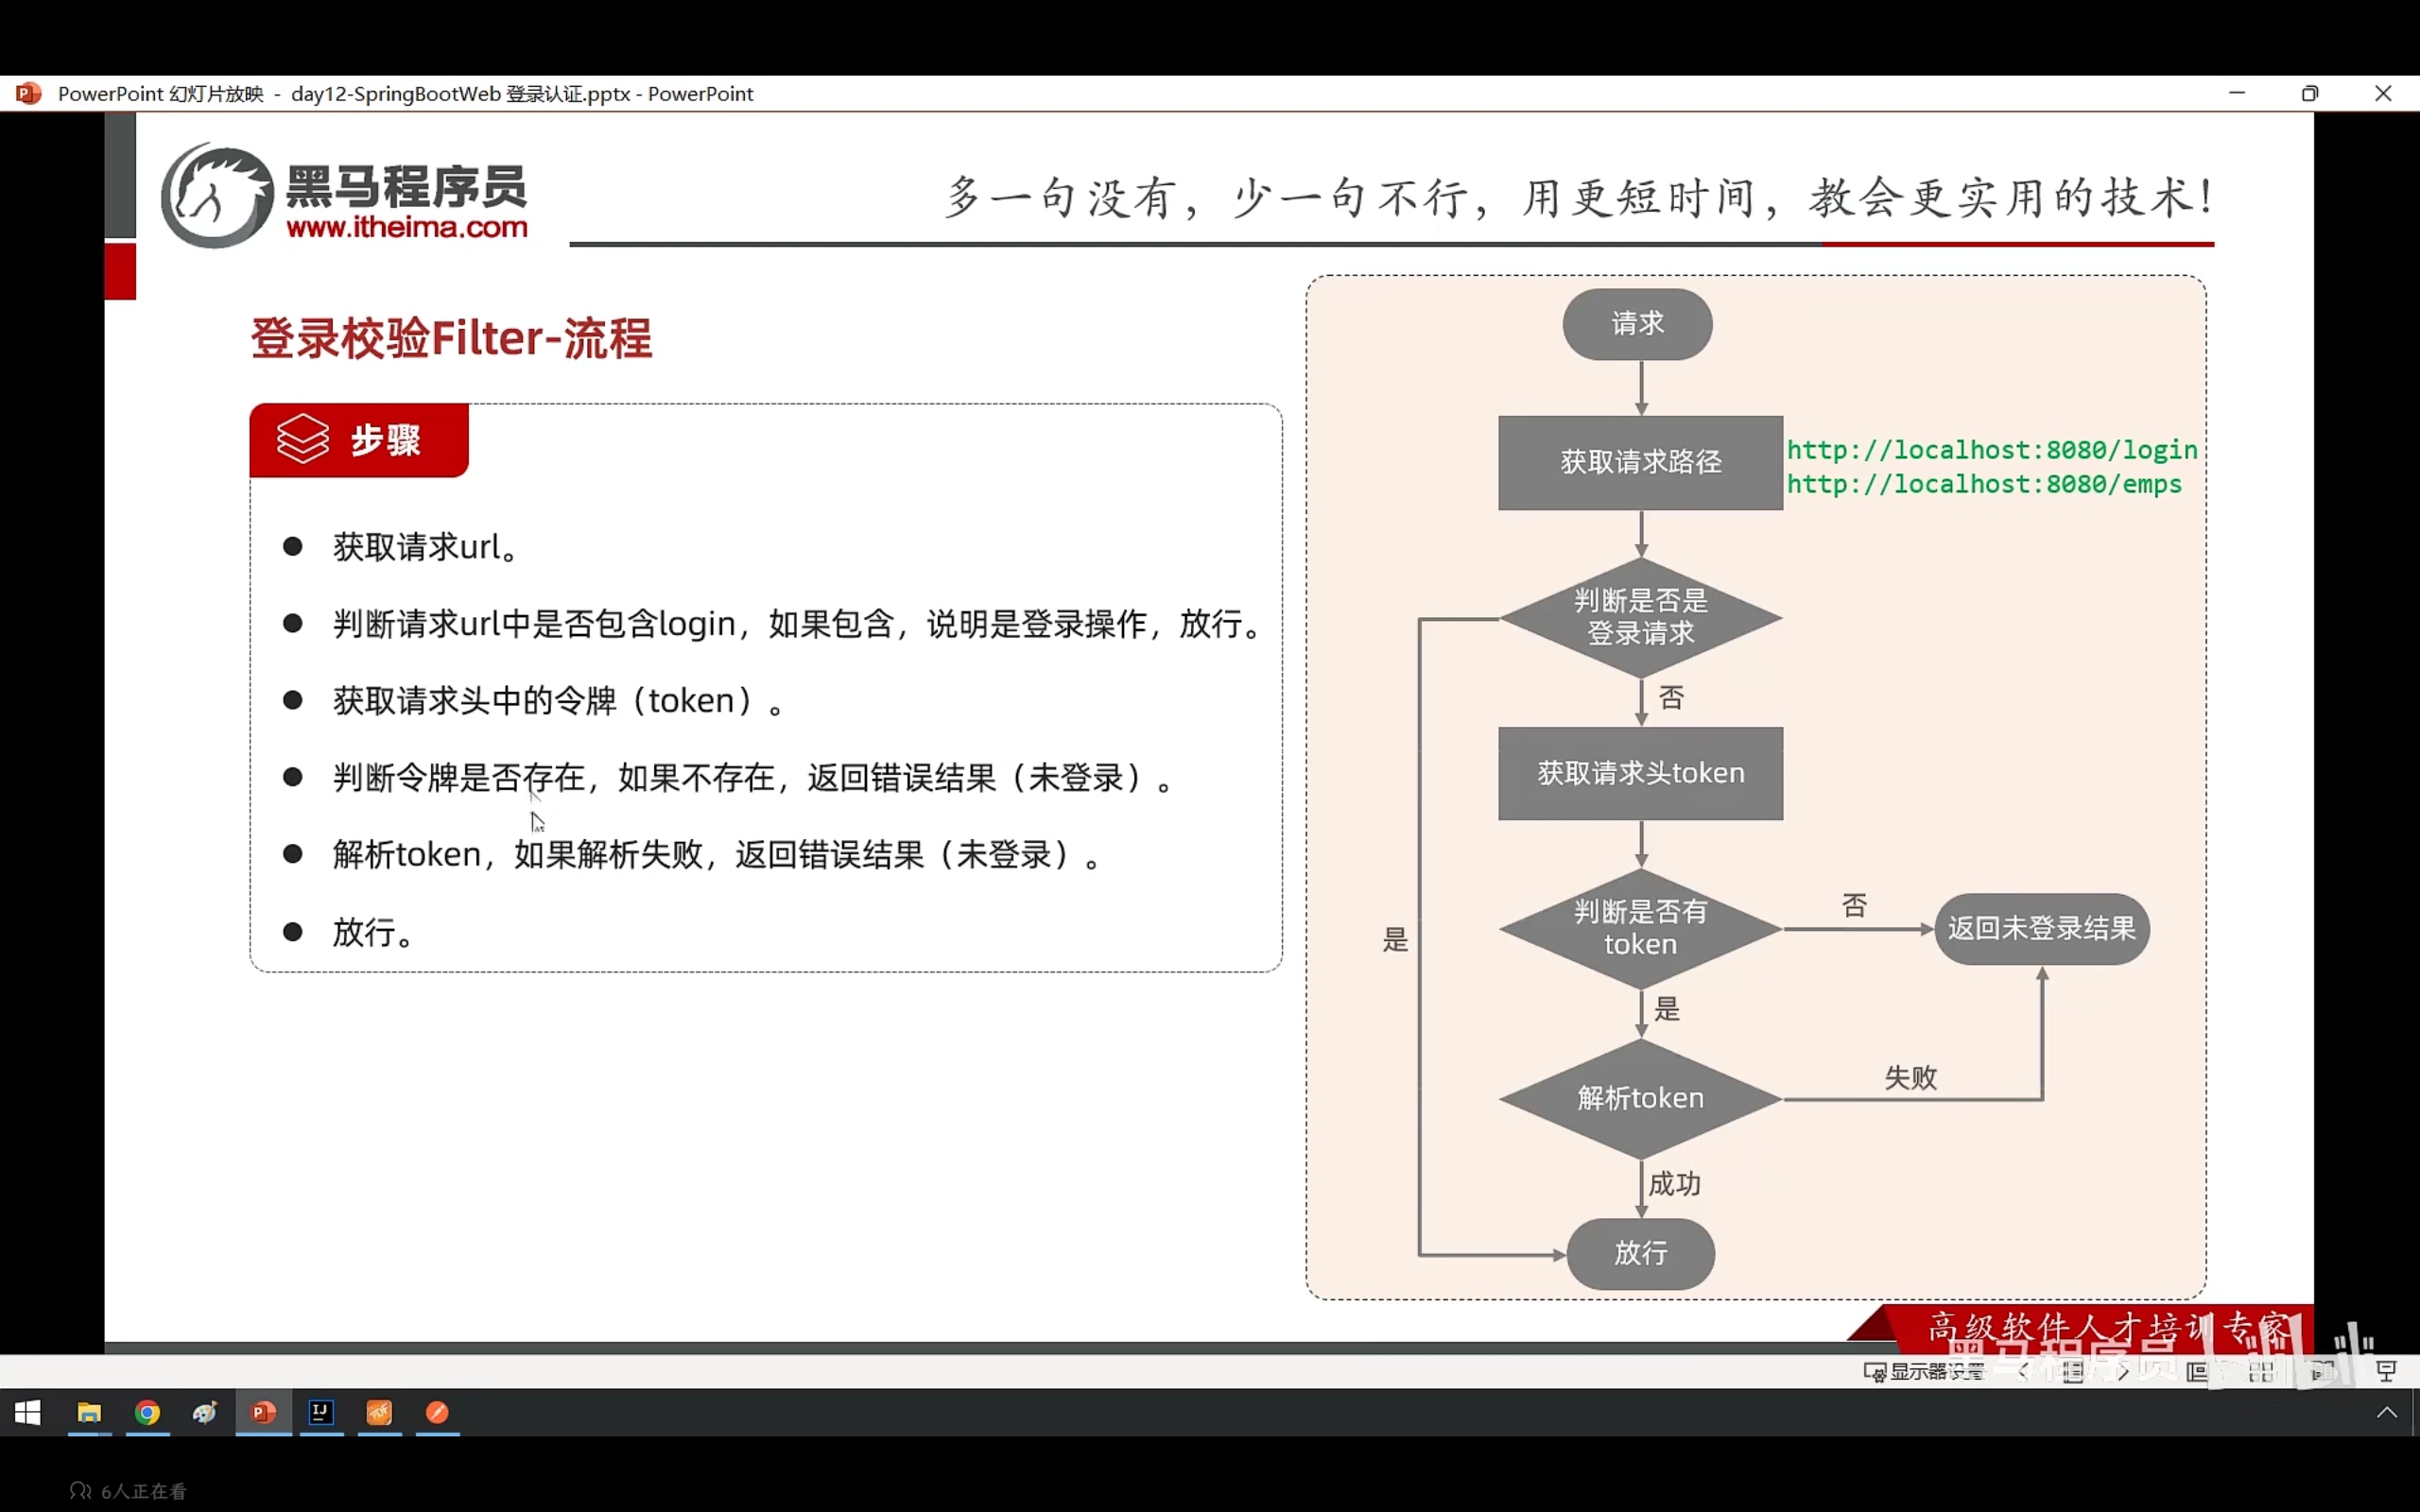 PowerPoint 幻灯片放映 - day12-SpringBootWeb 登录认证.pptx - PowerPoint
黑马程序员
www.itheima.com
多一句没有，少一句不行，用更短时间，教会更实用的技术！
登录校验Filter-流程
步骤
获取请求url。
判断请求url中是否包含login，如果包含，说明是登录操作，放行。
获取请求头中的令牌（token）。
判断令牌是否存在，如果不存在，返回错误结果（未登录）。
解析token，如果解析失败，返回错误结果（未登录）。
放行。
请求
获取请求路径
http://localhost:8080/login
http://localhost:8080/emps
判断是否是
登录请求
否
获取请求头token
判断是否有
token
否
返回未登录结果
是
是
解析token
失败
成功
放行
高级软件人才培训专家
黑马程序员
显示器设置
6人正在看